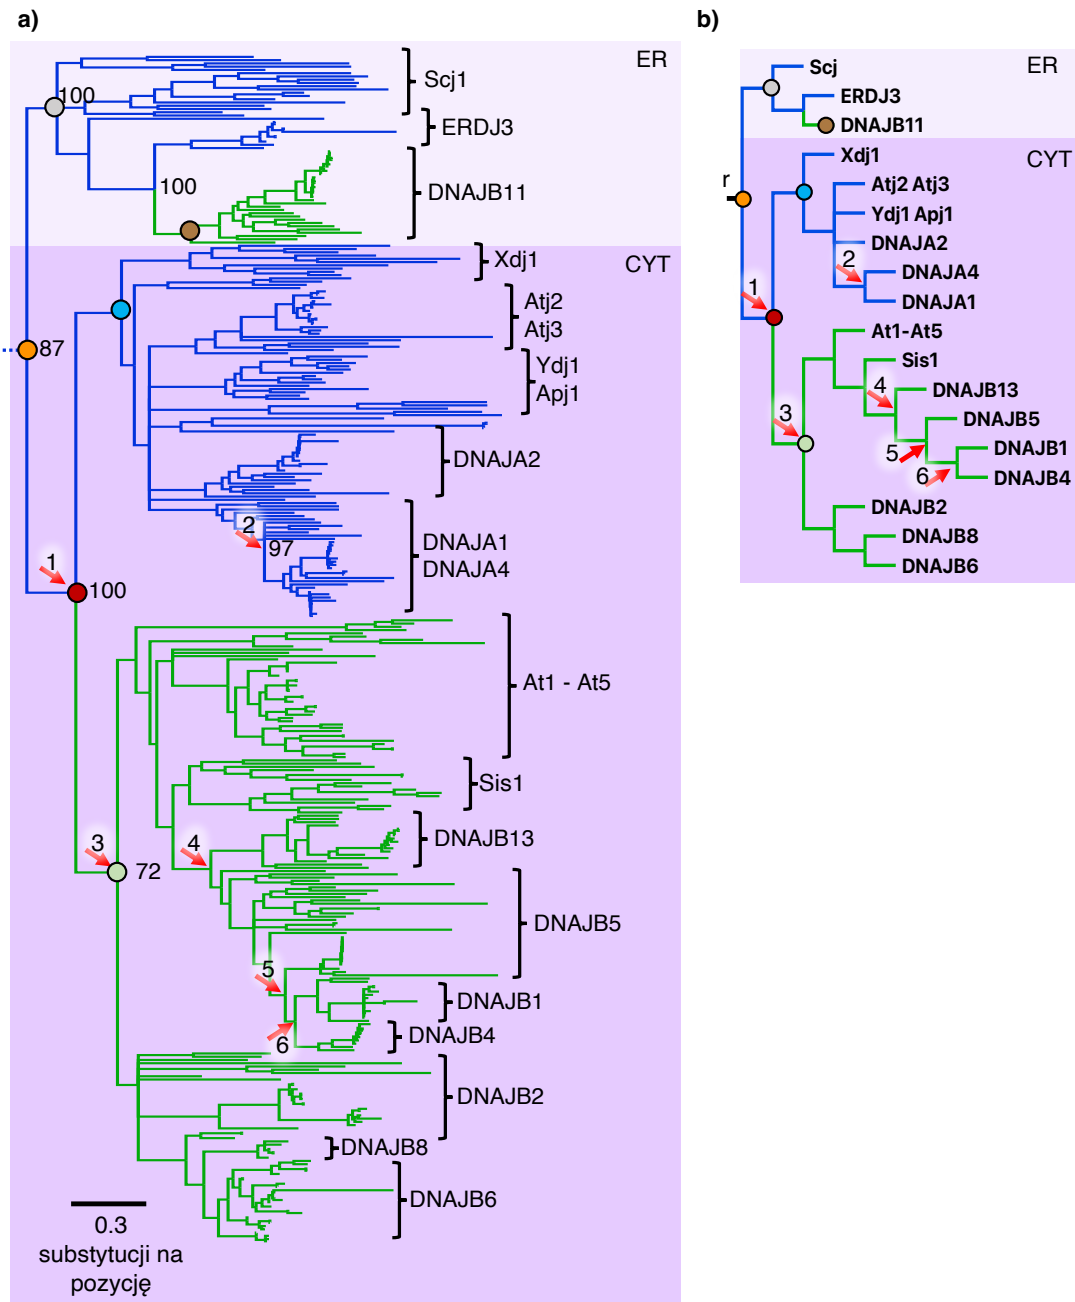 a)
ER
100
Scj1
ERDJ3
DNAJB11
100
CYT
Xdj1
Atj2
Atj3
87
Ydj1
Apj1
DNAJA2
2
97
DNAJA1
DNAJA4
1
100
At1 - At5
Sis1
3
4
DNAJB13
72
DNAJB5
5
DNAJB1
6
DNAJB4
DNAJB2
DNAJB8
DNAJB6
0.3
substytucji na
pozycję
b)
Scj
ER
ERDJ3
DNAJB11
Xdj1
CYT
r
Atj2 Atj3
Ydj1 Apj1
DNAJA2
2
DNAJA4
1
DNAJA1
At1-At5
Sis1
4
DNAJB13
3
DNAJB5
5
DNAJB1
6
DNAJB4
DNAJB2
DNAJB8
DNAJB6